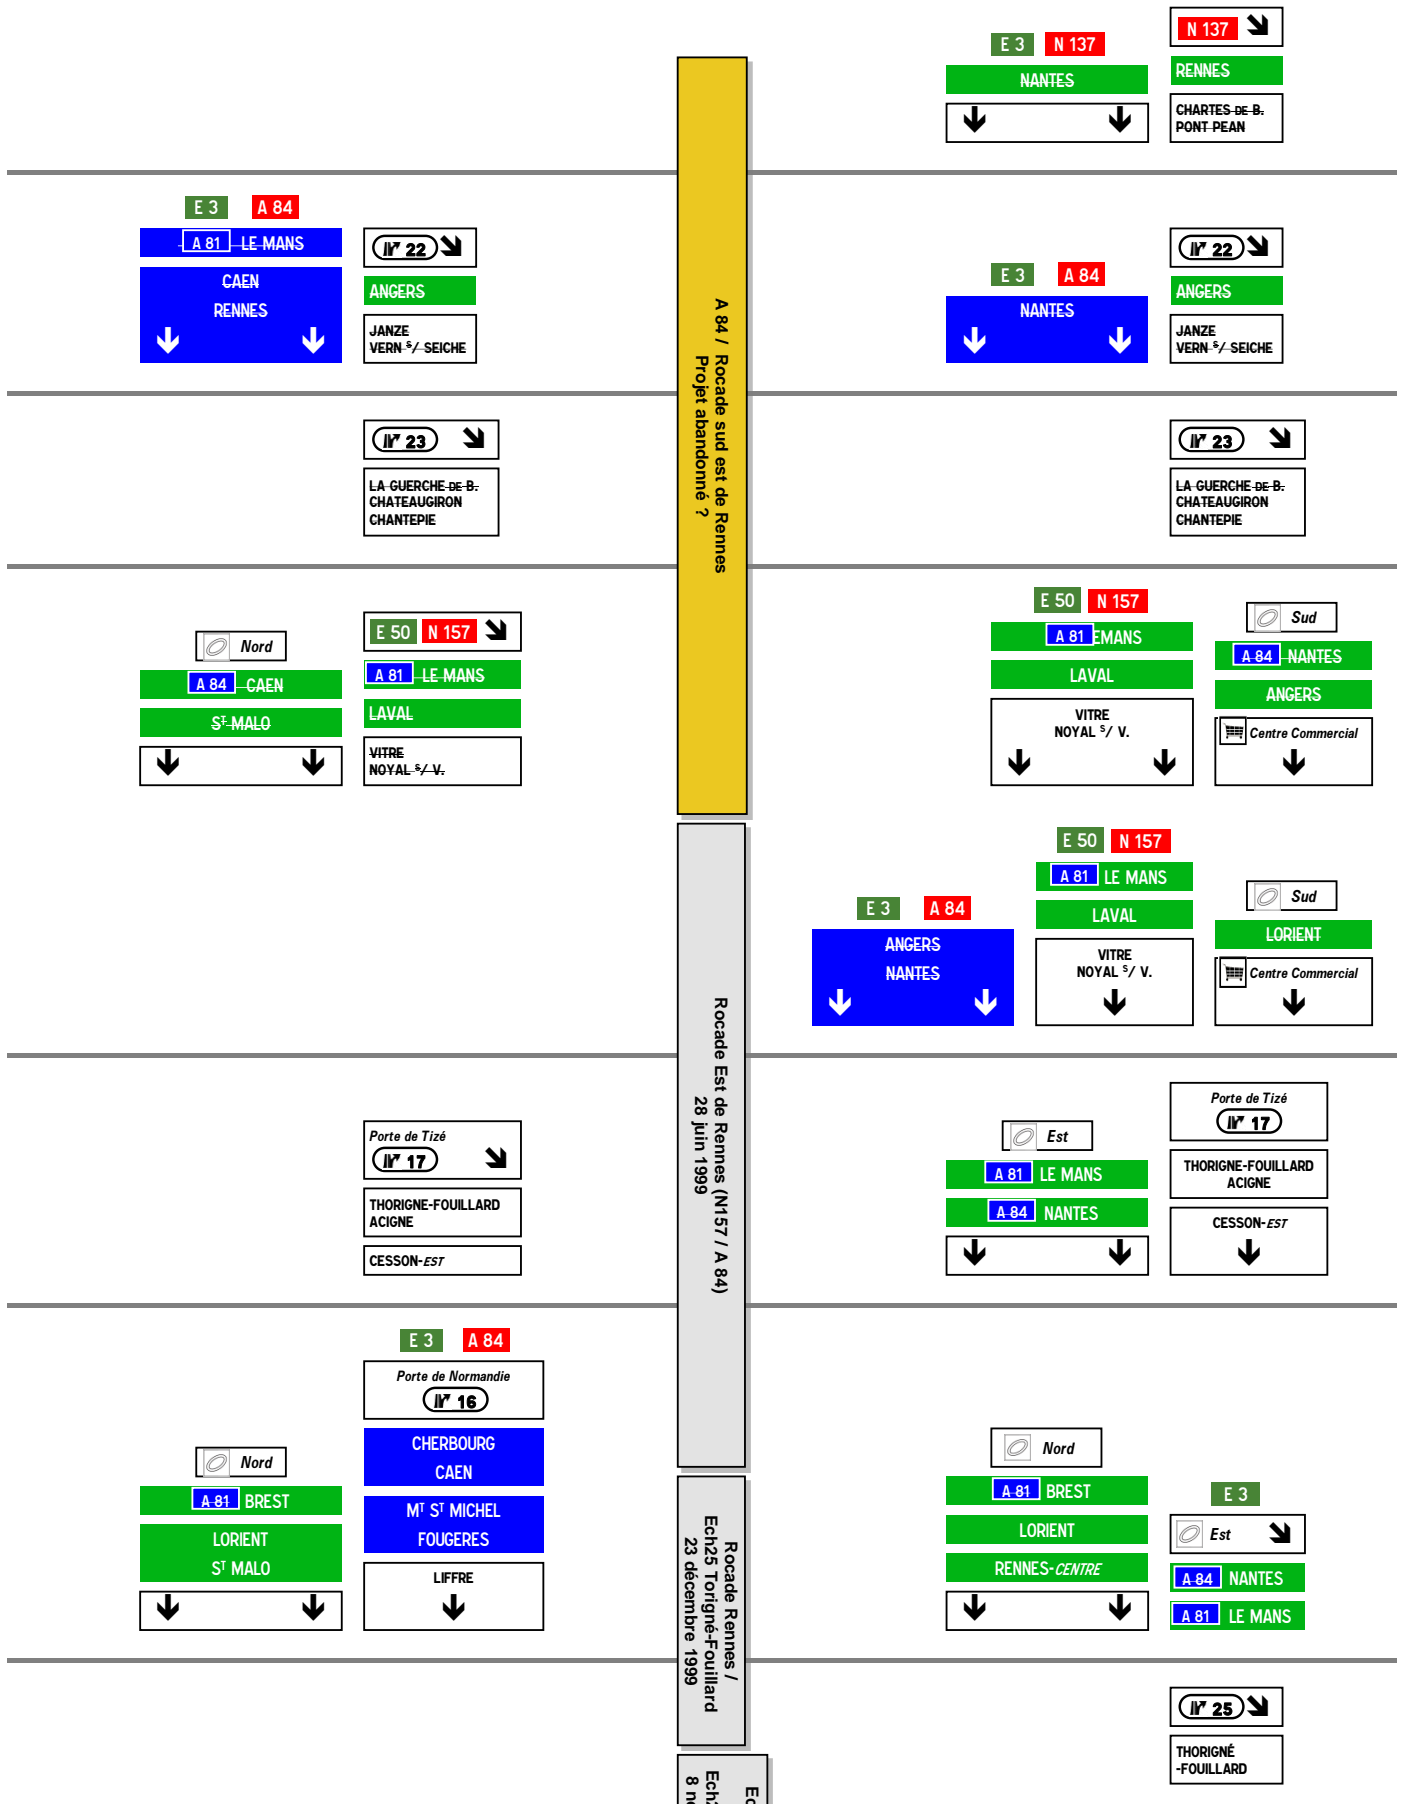 E 3 N 137
NANTES
N 137
RENNES
CHARTES DE B.
PONT PEAN
E 3 A 84
A 81 LE MANS
CAEN
RENNES
22
ANGERS
JANZE
VERN S/ SEICHE
E 3 A 84
NANTES
22
ANGERS
JANZE
VERN S/ SEICHE
A 84 / Rocade sud est de Rennes
Projet abandonné ?
23
LA GUERCHE DE B.
CHATEAUGIRON
CHANTEPIE
23
LA GUERCHE DE B.
CHATEAUGIRON
CHANTEPIE
Nord
A 84 CAEN
ST MALO
E 50 N 157
A 81 LE MANS
LAVAL
VITRE
NOYAL S/ V.
E 50 N 157
A 81 EMANS
LAVAL
VITRE
NOYAL S/ V.
Sud
A 84 NANTES
ANGERS
Centre Commercial
E 3 A 84
ANGERS
NANTES
E 50 N 157
A 81 LE MANS
LAVAL
VITRE
NOYAL S/ V.
Sud
LORIENT
Centre Commercial
Rocade Est de Rennes (N157 / A 84)
28 juin 1999
Porte de Tizé
17
THORIGNE-FOUILLARD
ACIGNE
CESSON-EST
Est
A 81 LE MANS
A 84 NANTES
Porte de Tizé
17
THORIGNE-FOUILLARD
ACIGNE
CESSON-EST
Nord
A 81 BREST
LORIENT
ST MALO
E 3 A 84
Porte de Normandie
16
CHERBOURG
CAEN
MT ST MICHEL
FOUGERES
LIFFRE
Nord
A 81 BREST
LORIENT
RENNES-CENTRE
E 3
Est
A 84 NANTES
A 81 LE MANS
Rocade Rennes /
Ech25 Torigné-Fouillard
23 décembre 1999
25
THORIGNÉ
-FOUILLARD